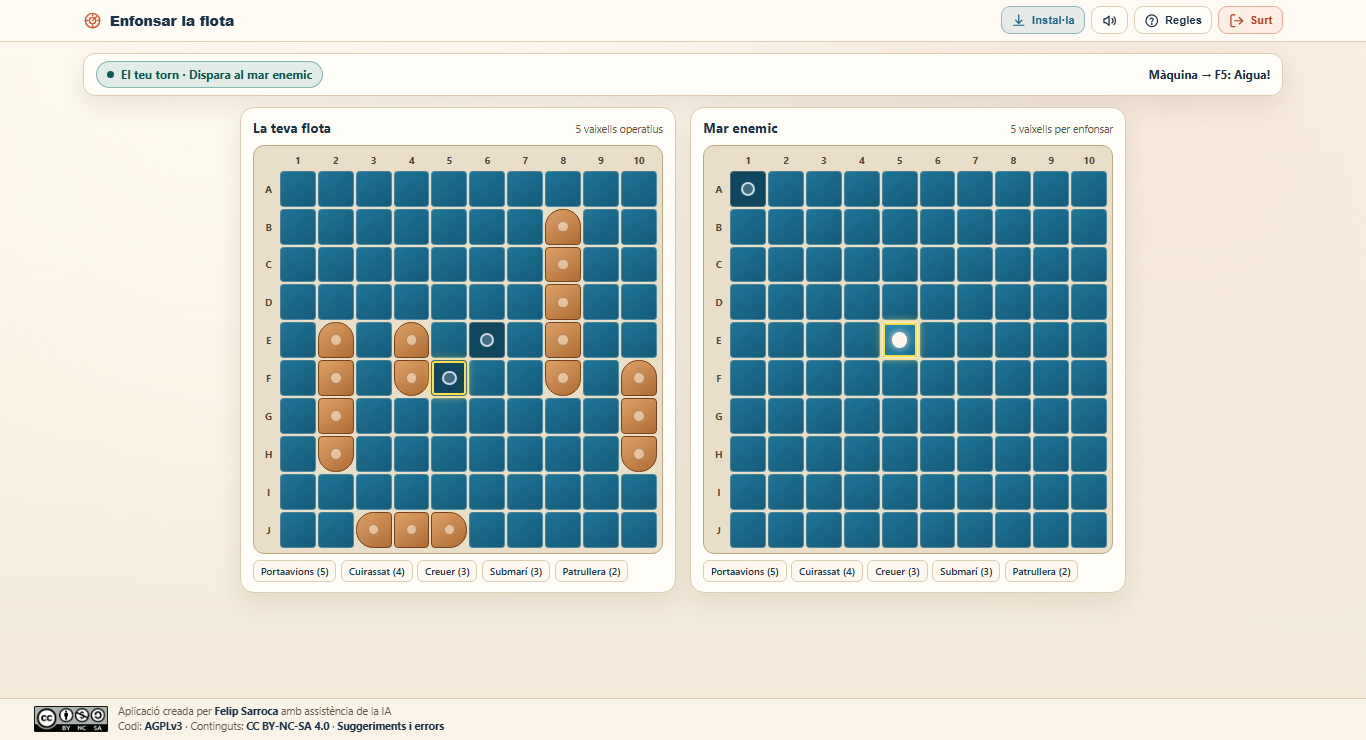 Enfonsar la flota
Instal·la
Regles
Surt
El teu torn · Dispara al mar enemic
Màquina → F5: Aigua!
La teva flota
5 vaixells operatius
1 2 3 4 5 6 7 8 9 10
A
B
C
D
E
F
G
H
I
J
Portaavions (5) Cuirassat (4) Creuer (3) Submarí (3) Patrullera (2)
Mar enemic
5 vaixells per enfonsar
1 2 3 4 5 6 7 8 9 10
A
B
C
D
E
F
G
H
I
J
Portaavions (5) Cuirassat (4) Creuer (3) Submarí (3) Patrullera (2)
cc BY NC SA
Aplicació creada per Felip Sarroca amb assistència de la IA
Codi: AGPLv3 · Continguts: CC BY-NC-SA 4.0 · Suggeriments i errors